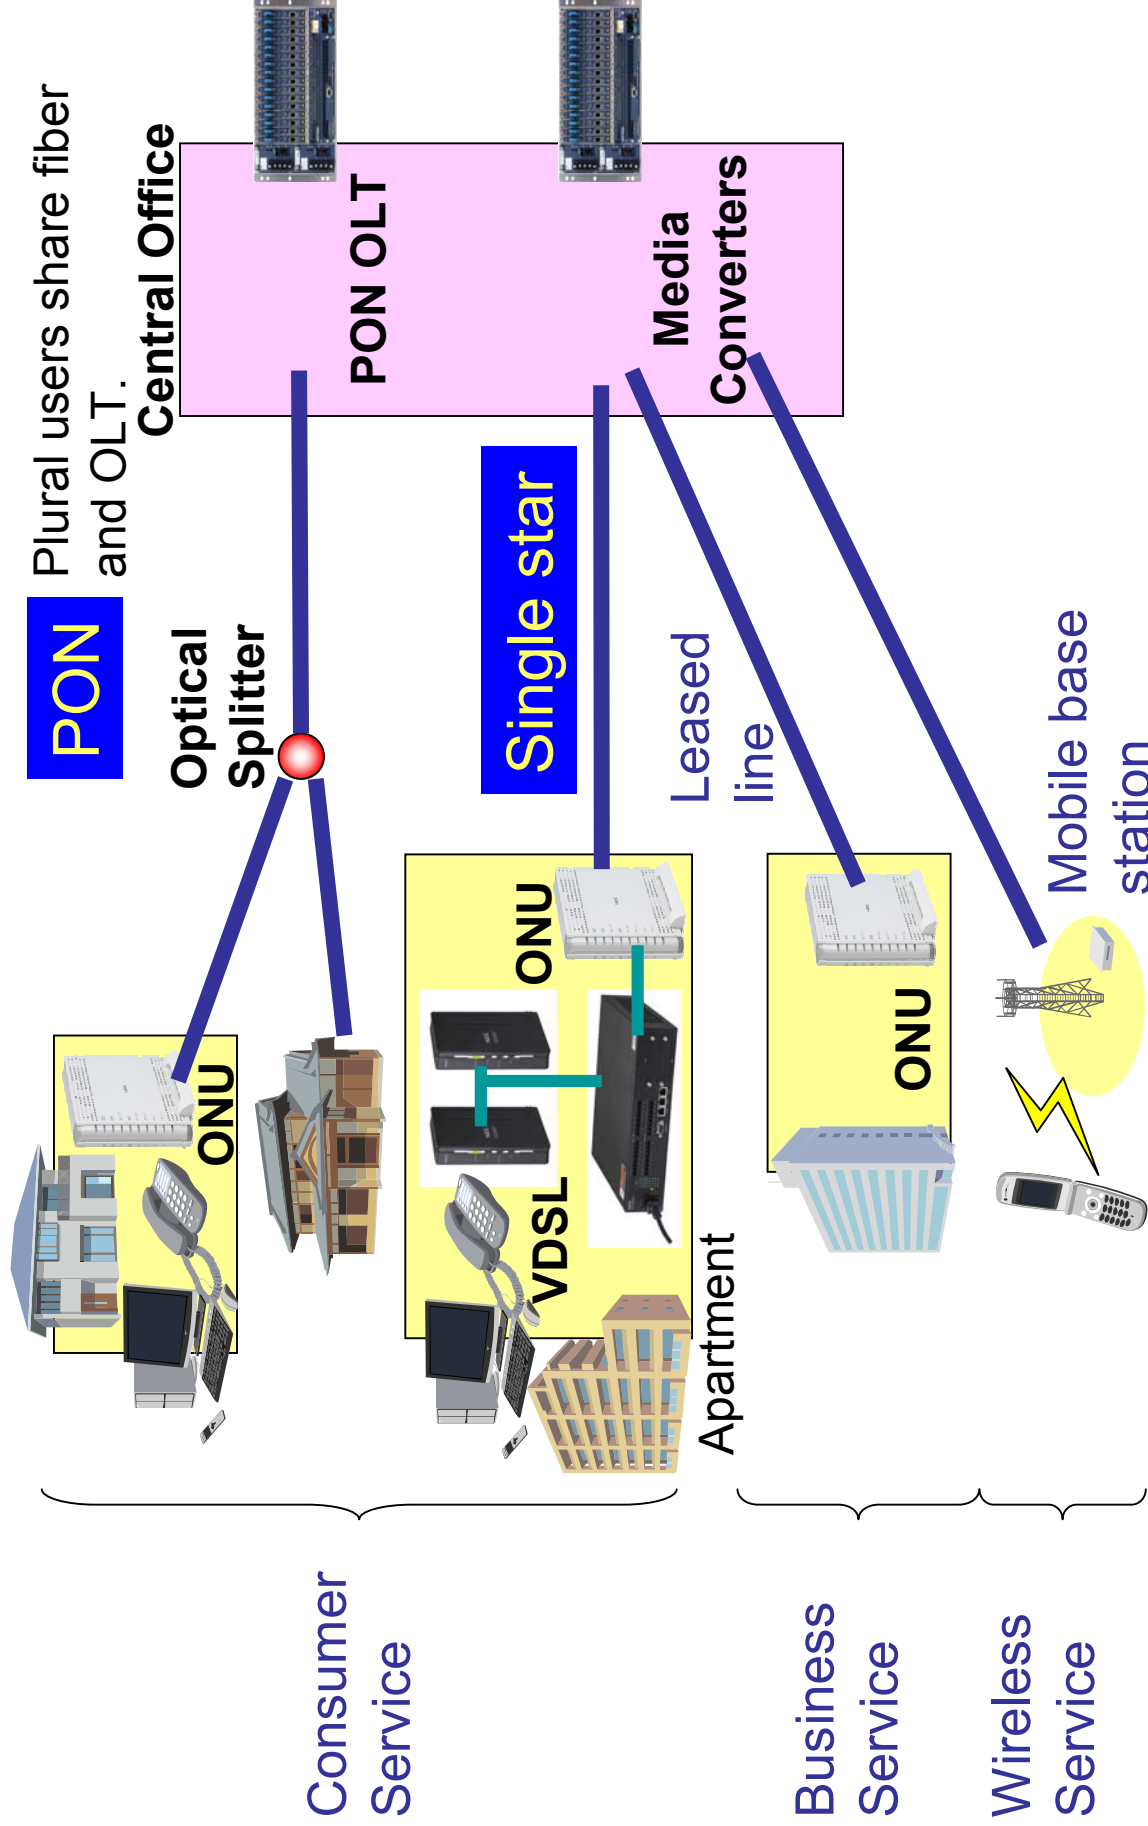 PON
Plural users share fiber
and OLT.
Central Office
Optical
Splitter
PON OLT
ONU
Consumer
Service
Single star
ONU
VDSL
Media
Converters
Apartment
Leased
line
ONU
Business
Service
Mobile base
station
Wireless
Service